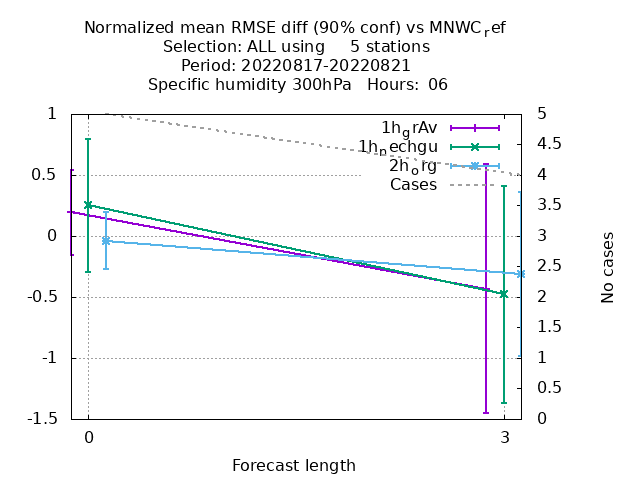 Normalized mean RMSE diff (90% conf) vs MNWC_ref
Selection: ALL using     5 stations
Period: 20220817-20220821
Specific humidity 300hPa   Hours:  06
1
0.5
0
-0.5
-1
-1.5
5
4.5
4
3.5
3
2.5
2
1.5
1
0.5
0
1h_grAv
1h_nechgu
2h_org
Cases
No cases
0
3
Forecast length